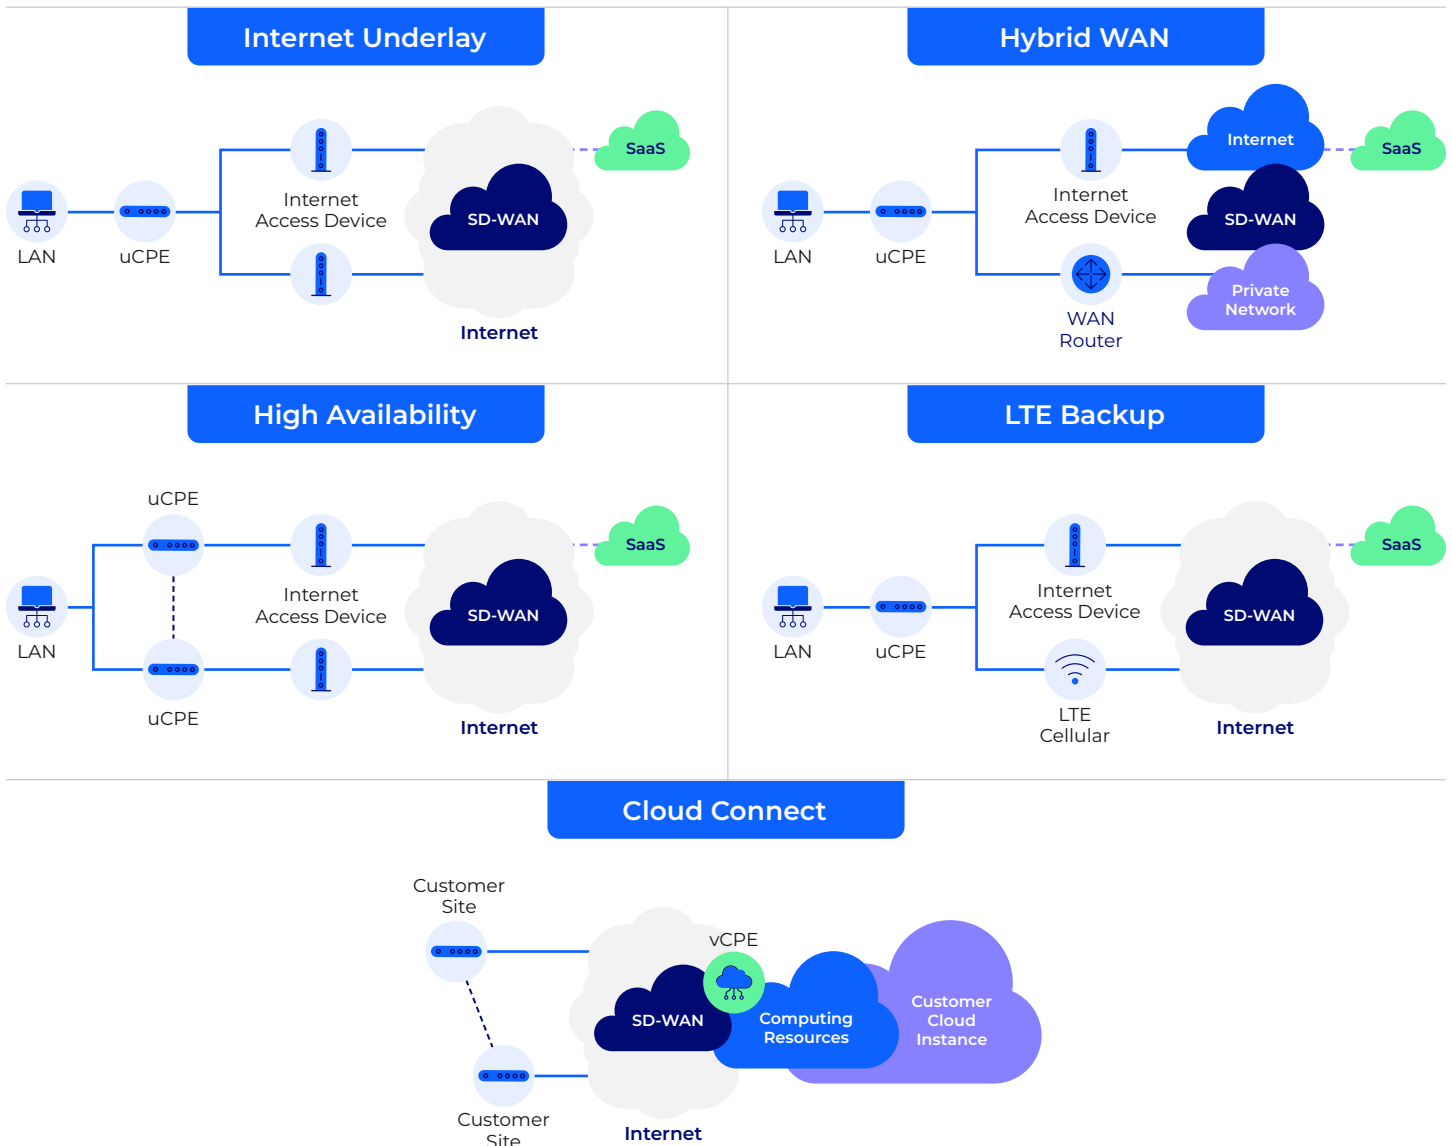 Internet Underlay
SaaS
SD-WAN
Internet
Access Device
LAN
uCPE
Internet
Hybrid WAN
Internet
SaaS
Internet
Access Device
SD-WAN
LAN
uCPE
Private
Network
WAN
Router
High Availability
uCPE
SaaS
Internet
Access Device
SD-WAN
LAN
uCPE
Internet
LTE Backup
SaaS
Internet
Access Device
SD-WAN
LAN
uCPE
LTE
Cellular
Internet
Cloud Connect
Customer
Site
vCPE
SD-WAN
Computing
Resources
Customer
Cloud
Instance
Customer
Site
Internet